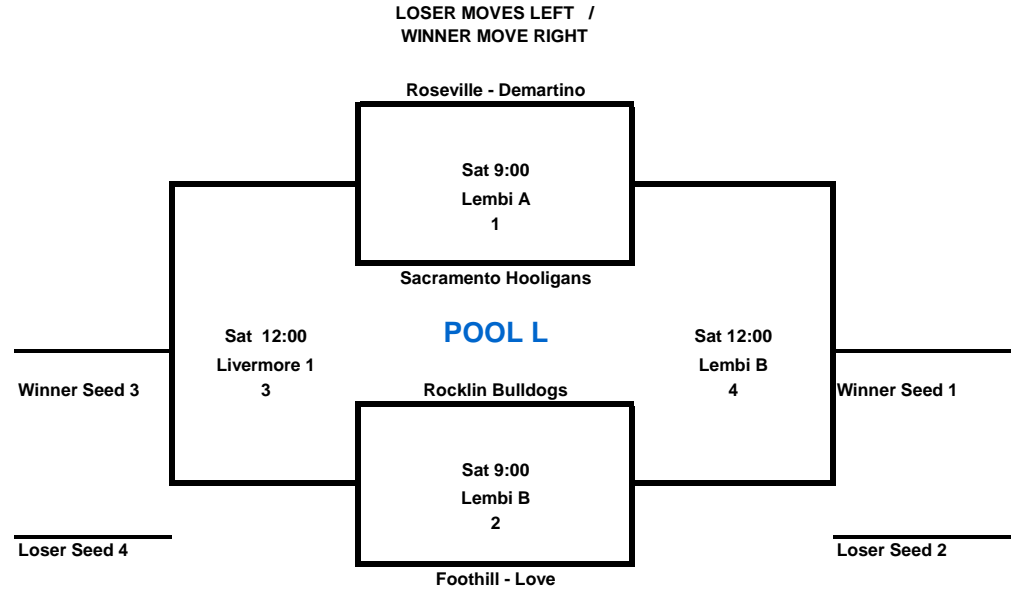 LOSER MOVES LEFT /
WINNER MOVE RIGHT
Roseville - Demartino
Sat 9:00
Lembi A
1
Sacramento Hooligans
POOL L
Sat 12:00
Livermore 1
3
Sat 12:00
Lembi B
4
Winner Seed 3
Rocklin Bulldogs
Winner Seed 1
Sat 9:00
Lembi B
2
Loser Seed 4
Loser Seed 2
Foothill - Love